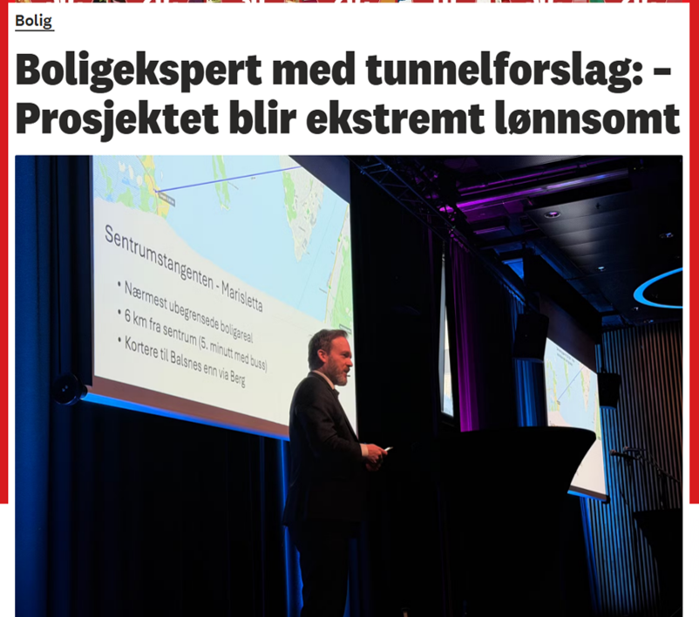 Bolig
Boligekspert med tunnelforslag: –
Prosjektet blir ekstremt lønnsomt
Sentrumstangenten - Marisletta
• Nærmest ubegrensede boligareal
• 6 km fra sentrum (5. minutt med buss)
• Kortere til Balsnes enn via Berg